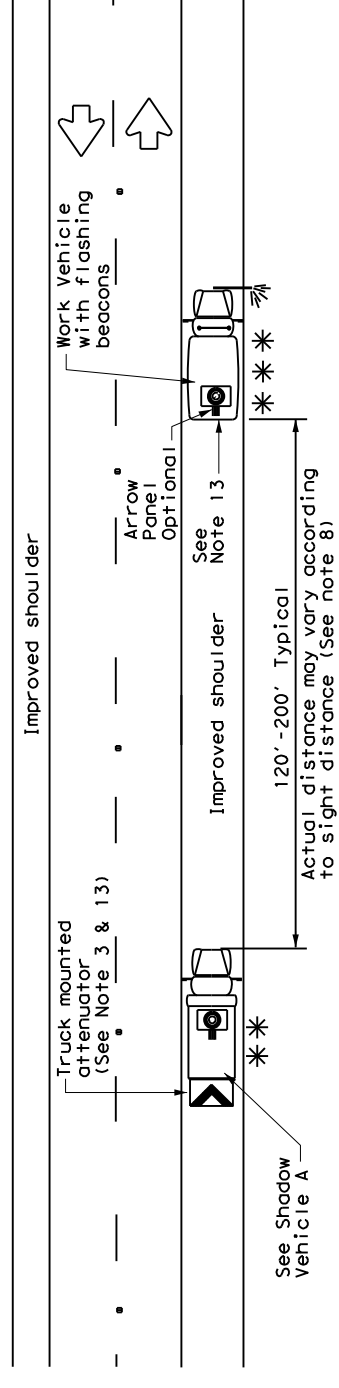 Improved shoulder
Work Vehicle
with flashing
beacons
Truck mounted
attenuator
(See Note 3 & 13)
Arrow
Panel
Optional
See
Note 13
Improved shoulder
120'-200' Typical
Actual distance may vary according
to sight distance (See note 8)
See Shadow
Vehicle A